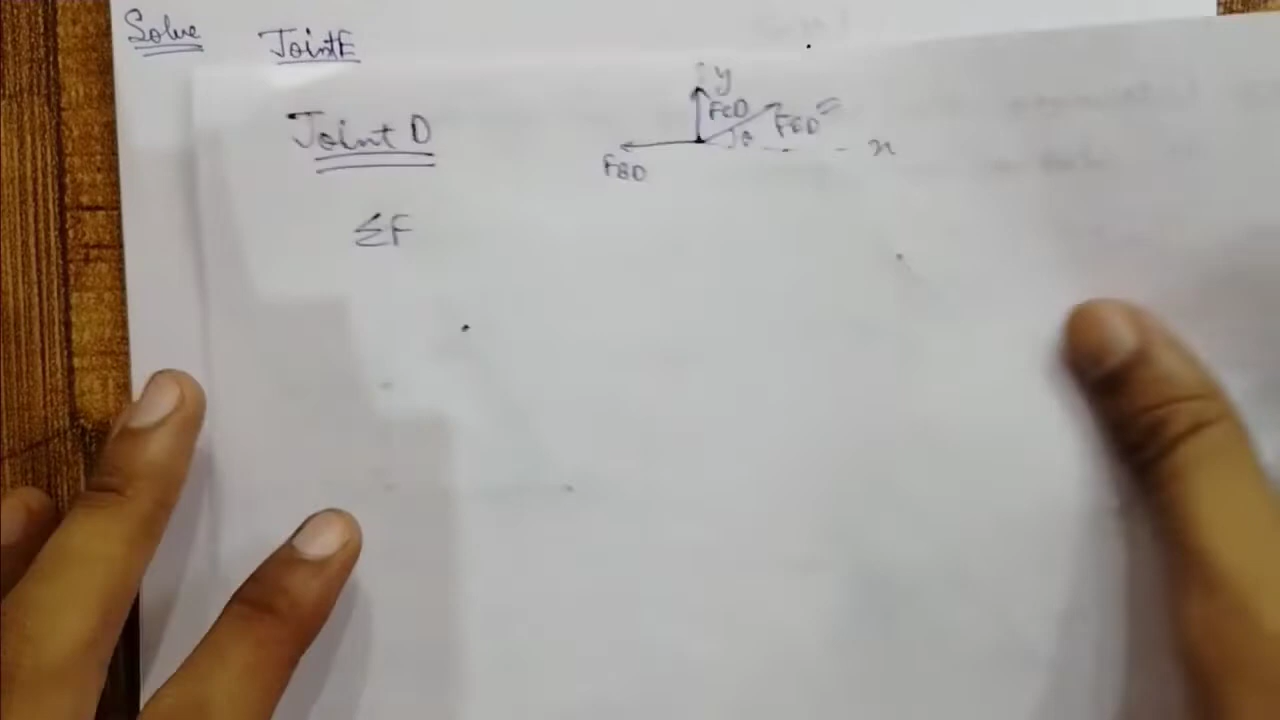 Solve
Joint E
Joint D
y
FCD
FED
θ
x
FBD
ΣF